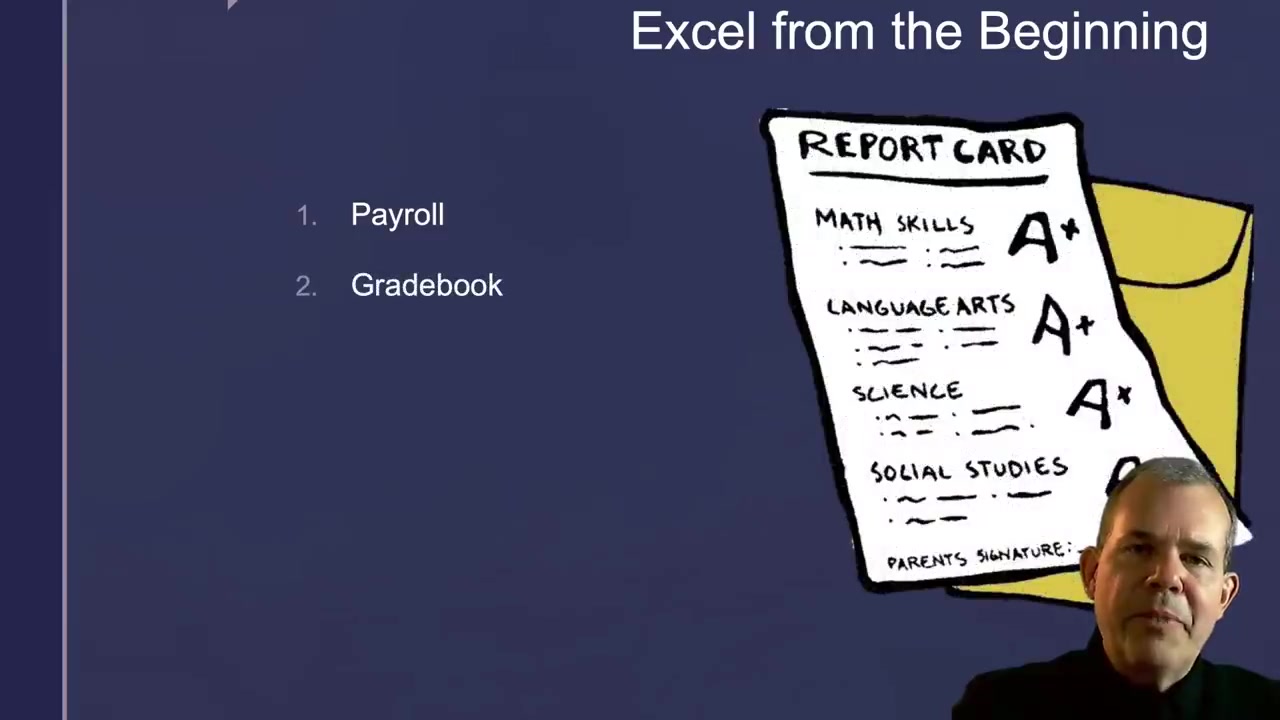 Excel from the Beginning
1. Payroll
2. Gradebook
REPORT CARD
MATH SKILLS A+
LANGUAGE ARTS A+
SCIENCE A+
SOCIAL STUDIES
PARENTS SIGNATURE: